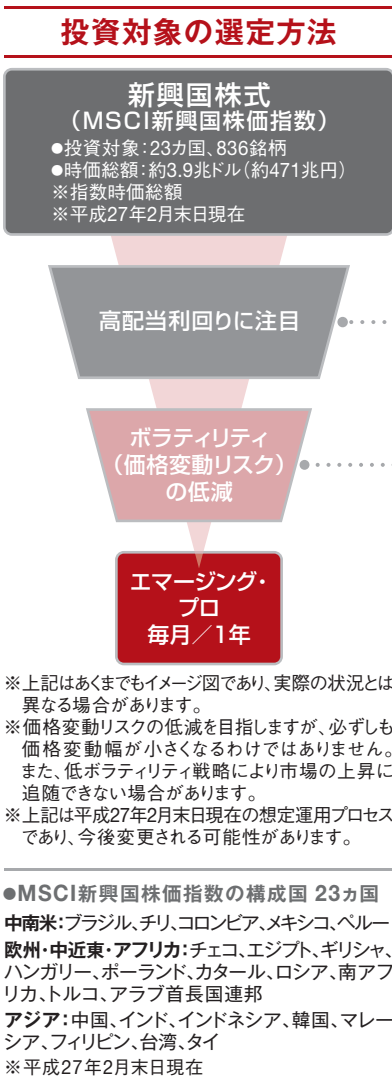 投資対象の選定方法
新興国株式
（MSCI新興国株価指数）
●投資対象：23カ国、836銘柄
●時価総額：約3.9兆ドル（約471兆円）
※指数時価総額
※平成27年2月末日現在
高配当利回りに注目
ボラティリティ
（価格変動リスク）
の低減
エマージング・
プロ
毎月／1年
※上記はあくまでもイメージ図であり、実際の状況とは
異なる場合があります。
※価格変動リスクの低減を目指しますが、必ずしも
価格変動幅が小さくなるわけではありません。
また、低ボラティリティ戦略により市場の上昇に
追随できない場合があります。
※上記は平成27年2月末日現在の想定運用プロセス
であり、今後変更される可能性があります。
●MSCI新興国株価指数の構成国 23ヵ国
中南米：ブラジル、チリ、コロンビア、メキシコ、ペルー
欧州・中近東・アフリカ：チェコ、エジプト、ギリシャ、
ハンガリー、ポーランド、カタール、ロシア、南アフ
リカ、トルコ、アラブ首長国連邦
アジア：中国、インド、インドネシア、韓国、マレー
シア、フィリピン、台湾、タイ
※平成27年2月末日現在